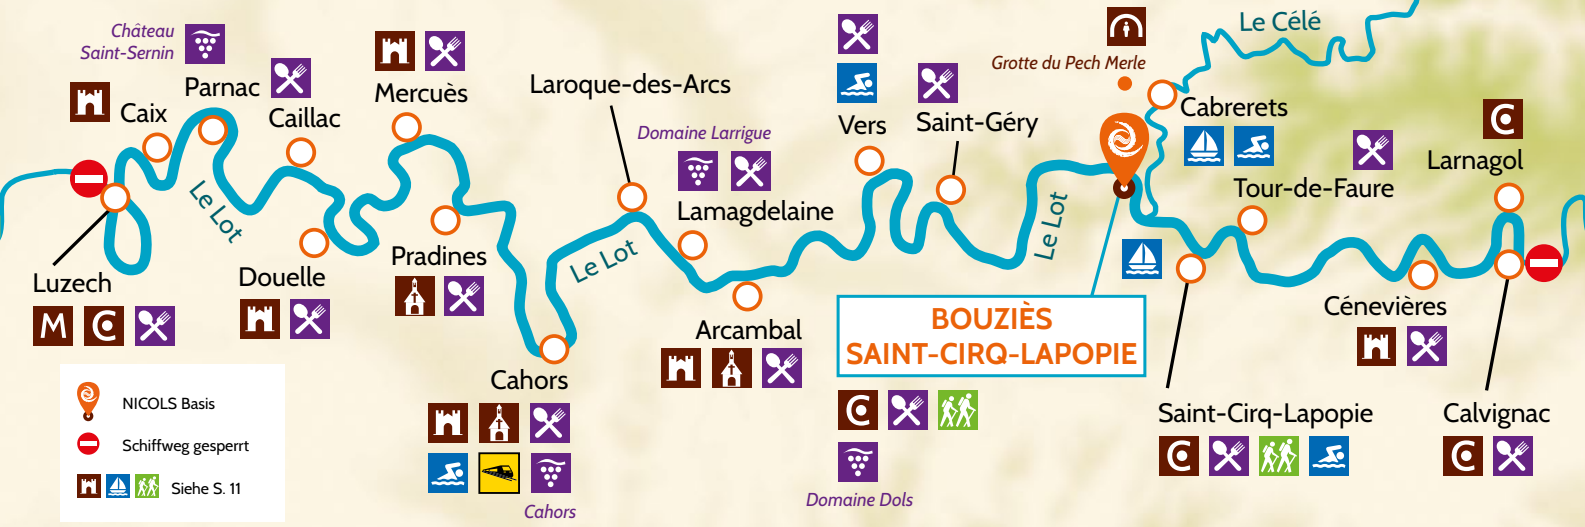 Château
Saint-Sernin
Parnac
Caix
Caillac
Mercuès
Laroque-des-Arcs
Domaine Larrigue
Lamagdelaine
Vers
Saint-Géry
Grotte du Pech Merle
Le Célé
Cabrerets
Tour-de-Faure
Larnagol
Le Lot
Luzech
M
Douelle
Pradines
Le Lot
Cahors
Cahors
Arcambal
Le Lot
BOUZIÈS
SAINT-CIRQ-LAPOPIE
Domaine Dols
Cénevières
Saint-Cirq-Lapopie
Calvignac
NICOLS Basis
Schiffweg gesperrt
Siehe S. 11